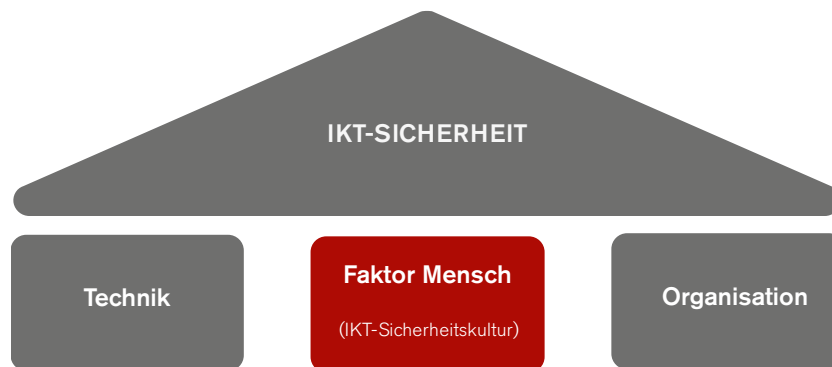 IKT-SICHERHEIT
Technik
Faktor Mensch
(IKT-Sicherheitskultur)
Organisation